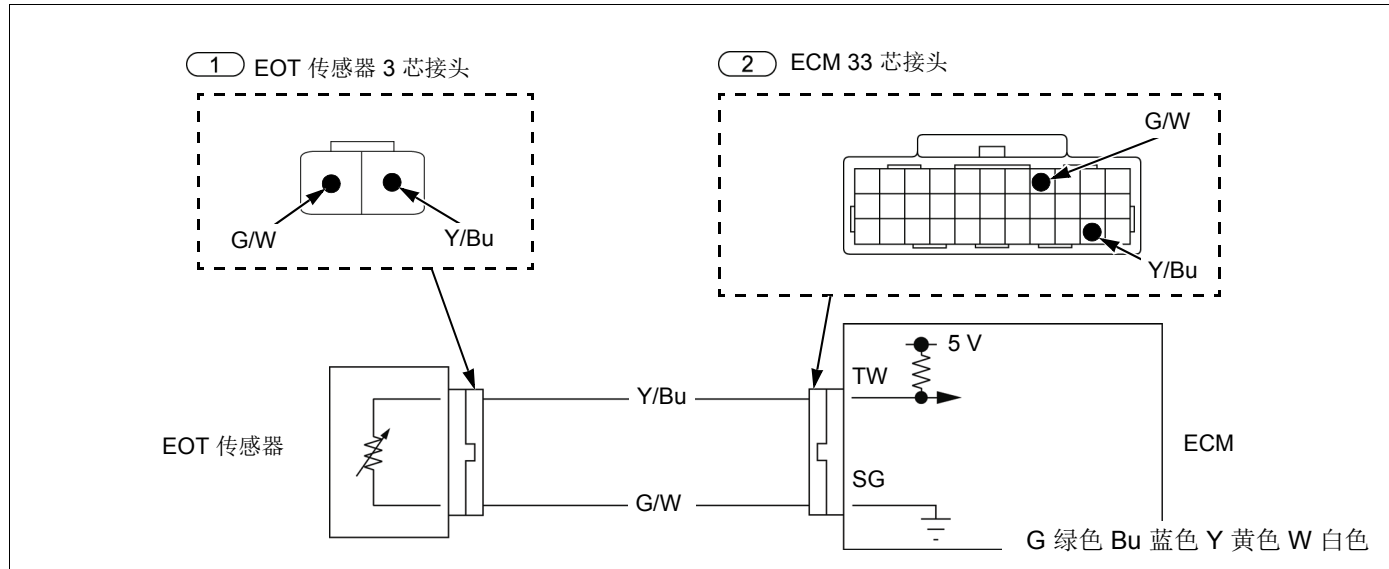 1 EOT 传感器 3 芯接头
2 ECM 33 芯接头
G/W
G/W
Y/Bu
Y/Bu
5 V
TW
Y/Bu
EOT 传感器
ECM
SG
G/W
G 绿色 Bu 蓝色 Y 黄色 W 白色